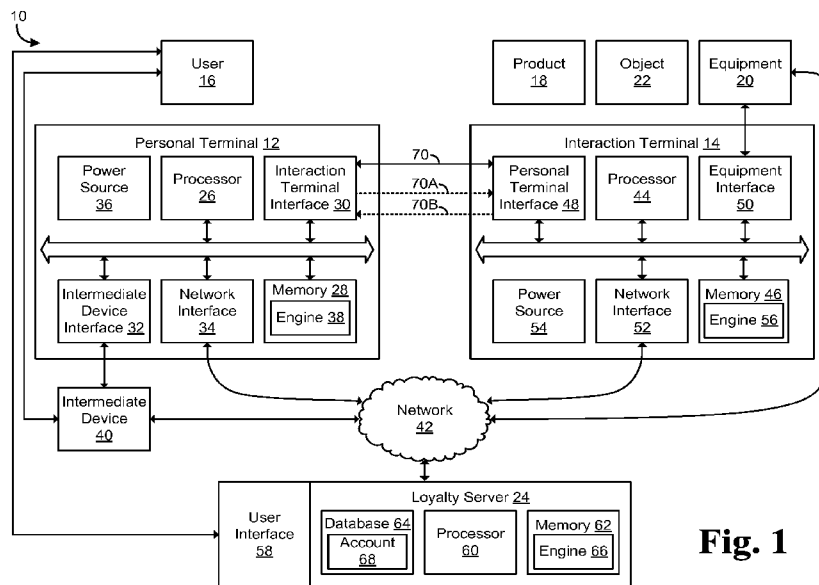 10
User
16
Product
18
Object
22
Equipment
20
Personal Terminal 12
Power
Source
36
Processor
26
Interaction
Terminal
Interface 30
70
70A
70B
Interaction Terminal 14
Personal
Terminal
Interface 48
Processor
44
Equipment
Interface
50
Intermediate
Device
Interface 32
Network
Interface
34
Memory 28
Engine 38
Power
Source
54
Network
Interface
52
Memory 46
Engine 56
Intermediate
Device
40
Network
42
User
Interface
58
Loyalty Server 24
Database 64
Account
68
Processor
60
Memory 62
Engine 66
Fig. 1